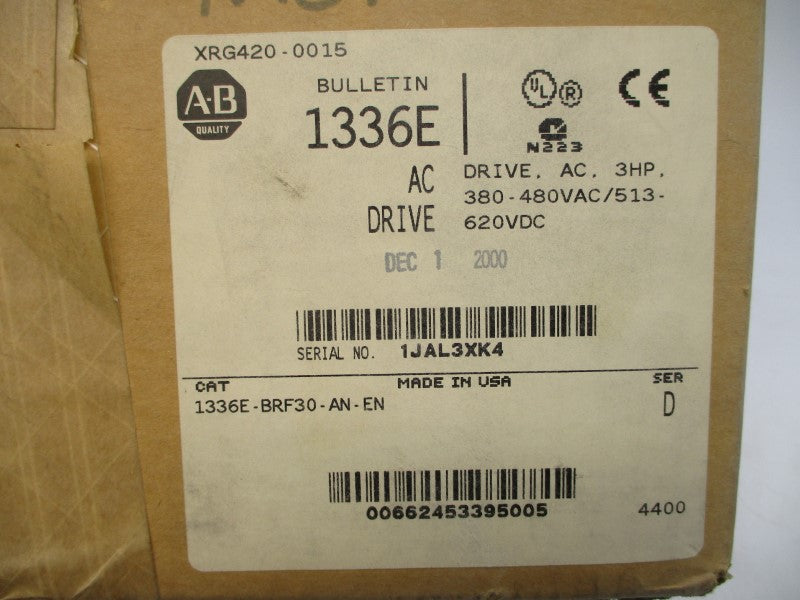 XRG420-0015
A-B
QUALITY
BULLETIN
1336E
AC
DRIVE
UL
R
CE
N223
DRIVE, AC, 3HP,
380-480VAC/513-
620VDC
DEC 1 2000
SERIAL NO. 1JAL3XK4
CAT MADE IN USA SER
1336E-BRF30-AN-EN D
00662453395005
4400